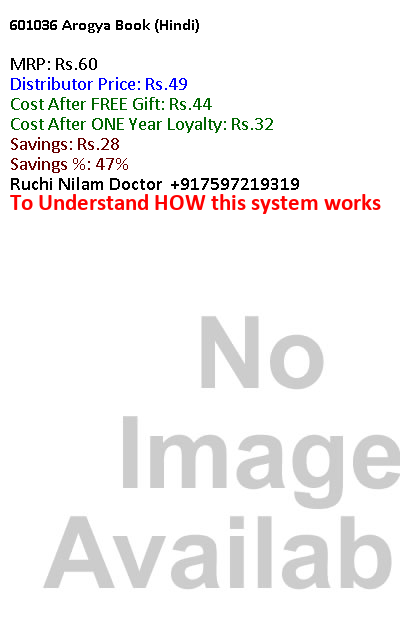 601036 Arogya Book (Hindi)
MRP: Rs.60
Distributor Price: Rs.49
Cost After FREE Gift: Rs.44
Cost After ONE Year Loyalty: Rs.32
Savings: Rs.28
Savings %: 47%
Ruchi Nilam Doctor +917597219319
To Understand HOW this system works
No
Image
Availab